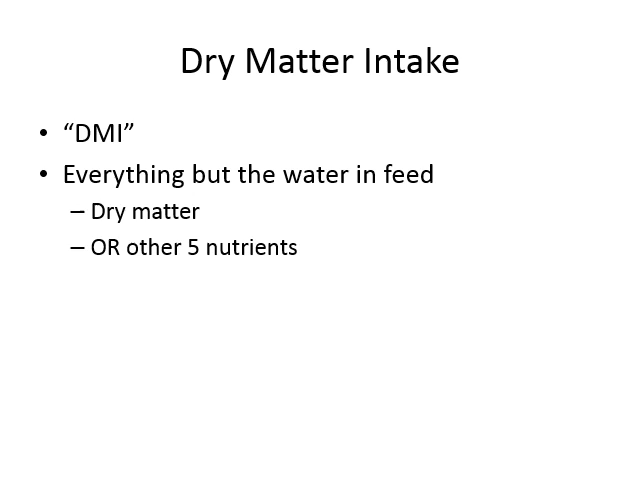 Dry Matter Intake
• “DMI”
• Everything but the water in feed
– Dry matter
– OR other 5 nutrients